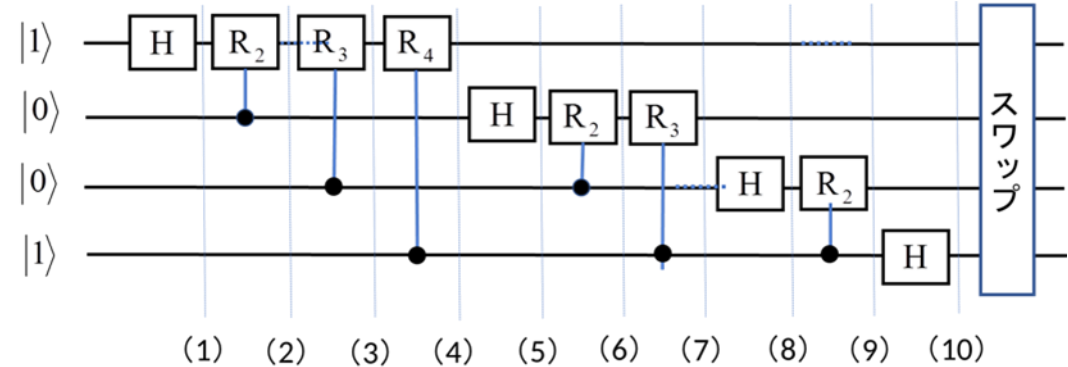 |1⟩ H R₂ R₃ R₄
|0⟩ H R₂ R₃
|0⟩ H R₂
|1⟩ H
スワップ
(1) (2) (3) (4) (5) (6) (7) (8) (9) (10)